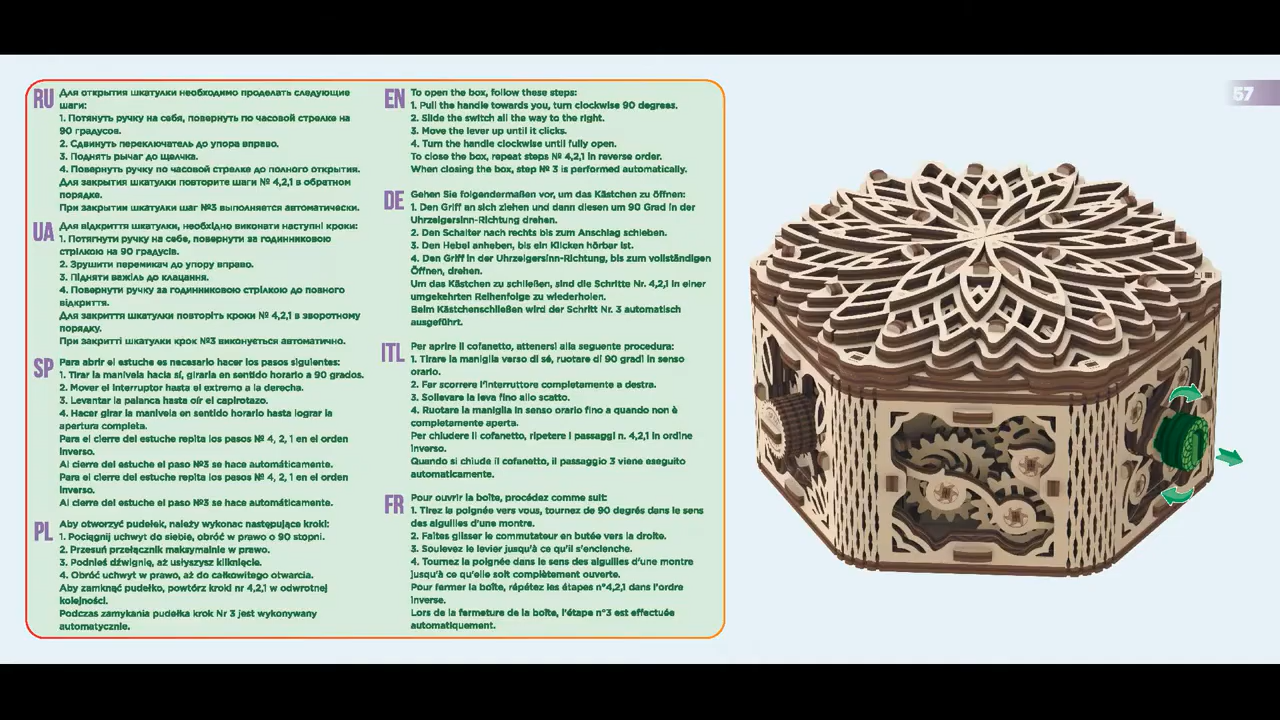 RU
Для открытия шкатулки необходимо проделать следующие
шаги:
1. Потянуть ручку на себя, повернуть по часовой стрелке на
90 градусов.
2. Сдвинуть переключатель до упора вправо.
3. Поднять рычаг до щелчка.
4. Повернуть ручку по часовой стрелке до полного открытия.
Для закрытия шкатулки повторите шаги № 4,2,1 в обратном
порядке.
При закрытии шкатулки шаг №3 выполняется автоматически.
UA
Для відкриття шкатулки, необхідно виконати наступні кроки:
1. Потягнути ручку на себе, повернути за годинниковою
стрілкою на 90 градусів.
2. Зрушити перемикач до упору вправо.
3. Підняти важіль до клацання.
4. Повернути ручку за годинниковою стрілкою до повного
відкриття.
Для закриття шкатулки повторіть кроки № 4,2,1 в зворотному
порядку.
При закритті шкатулки крок №3 виконується автоматично.
SP
Para abrir el estuche es necesario hacer los pasos siguientes:
1. Tirar la manivela hacia sí, girarla en sentido horario a 90 grados.
2. Mover el interruptor hasta el extremo a la derecha.
3. Levantar la palanca hasta oír el capirotazo.
4. Hacer girar la manivela en sentido horario hasta lograr la
apertura completa.
Para el cierre del estuche repita los pasos № 4, 2, 1 en el orden
inverso.
Al cierre del estuche el paso №3 se hace automáticamente.
Para el cierre del estuche repita los pasos № 4, 2, 1 en el orden
inverso.
Al cierre del estuche el paso №3 se hace automáticamente.
PL
Aby otworzyć pudełek, należy wykonac następujące kroki:
1. Pociągnij uchwyt do siebie, obróć w prawo o 90 stopni.
2. Przesuń przełącznik maksymalnie w prawo.
3. Podnieś dźwignię, aż usłyszysz kliknięcie.
4. Obróć uchwyt w prawo, aż do całkowitego otwarcia.
Aby zamknąć pudełko, powtórz kroki nr 4,2,1 w odwrotnej
kolejności.
Podczas zamykania pudełka krok Nr 3 jest wykonywany
automatycznie.
EN
To open the box, follow these steps:
1. Pull the handle towards you, turn clockwise 90 degrees.
2. Slide the switch all the way to the right.
3. Move the lever up until it clicks.
4. Turn the handle clockwise until fully open.
To close the box, repeat steps № 4,2,1 in reverse order.
When closing the box, step № 3 is performed automatically.
DE
Gehen Sie folgendermaßen vor, um das Kästchen zu öffnen:
1. Den Griff an sich ziehen und dann diesen um 90 Grad in der
Uhrzeigersinn-Richtung drehen.
2. Den Schalter nach rechts bis zum Anschlag schieben.
3. Den Hebel anheben, bis ein Klicken hörbar ist.
4. Den Griff in der Uhrzeigersinn-Richtung, bis zum vollständigen
Öffnen, drehen.
Um das Kästchen zu schließen, sind die Schritte Nr. 4,2,1 in einer
umgekehrten Reihenfolge zu wiederholen.
Beim Kästchenschließen wird der Schritt Nr. 3 automatisch
ausgeführt.
ITL
Per aprire il cofanetto, attenersi alla seguente procedura:
1. Tirare la maniglia verso di sé, ruotare di 90 gradi in senso
orario.
2. Far scorrere l'interruttore completamente a destra.
3. Sollevare la leva fino allo scatto.
4. Ruotare la maniglia in senso orario fino a quando non è
completamente aperta.
Per chiudere il cofanetto, ripetere i passaggi n. 4,2,1 in ordine
inverso.
Quando si chiude il cofanetto, il passaggio 3 viene eseguito
automaticamente.
FR
Pour ouvrir la boîte, procédez comme suit:
1. Tirez la poignée vers vous, tournez de 90 degrés dans le sens
des aiguilles d'une montre.
2. Faites glisser le commutateur en butée vers la droite.
3. Soulevez le levier jusqu'à ce qu'il s'enclenche.
4. Tournez la poignée dans le sens des aiguilles d'une montre
jusqu'à ce qu'elle soit complètement ouverte.
Pour fermer la boîte, répétez les étapes n°4,2,1 dans l'ordre
inverse.
Lors de la fermeture de la boîte, l'étape n°3 est effectuée
automatiquement.
57